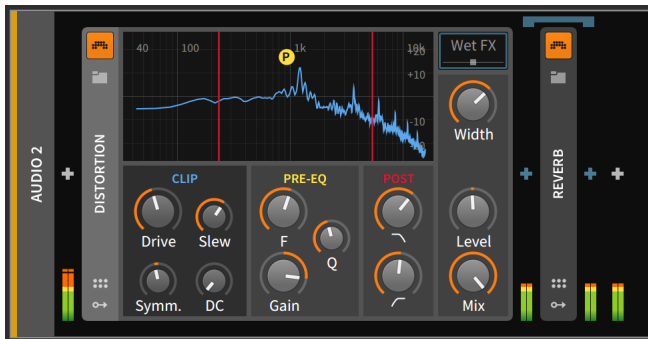 AUDIO 2
DISTORTION
40 100 1k 10k
+20
+10
-10
P
CLIP
Drive
Slew
Symm.
DC
PRE-EQ
F
Q
Gain
POST
Wet FX
Width
Level
Mix
REVERB